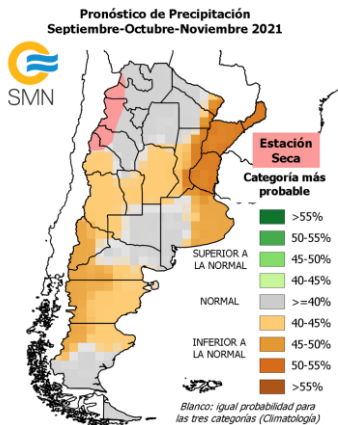 Pronóstico de Precipitación
Septiembre-Octubre-Noviembre 2021
SMN
Estación
Seca
Categoría más
probable
>55%
50-55%
SUPERIOR A
LA NORMAL
45-50%
40-45%
NORMAL
>=40%
40-45%
INFERIOR A
LA NORMAL
45-50%
50-55%
>55%
Blanco: igual probabilidad para
las tres categorías (Climatología)